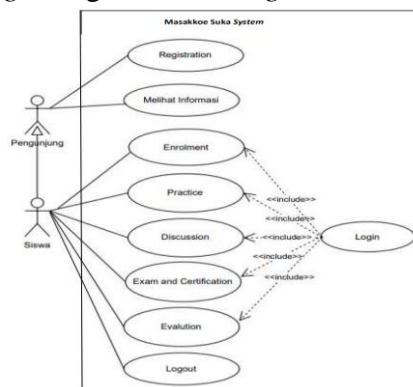 Masakkoe Suka System
Registration
Melihat Informasi
Pengunjung
Enrolment
Practice
<<include>>
<<include>>
Discussion
<<include>>
Login
Siswa
<<include>>
Exam and Certification
<<include>>
Evalution
Logout